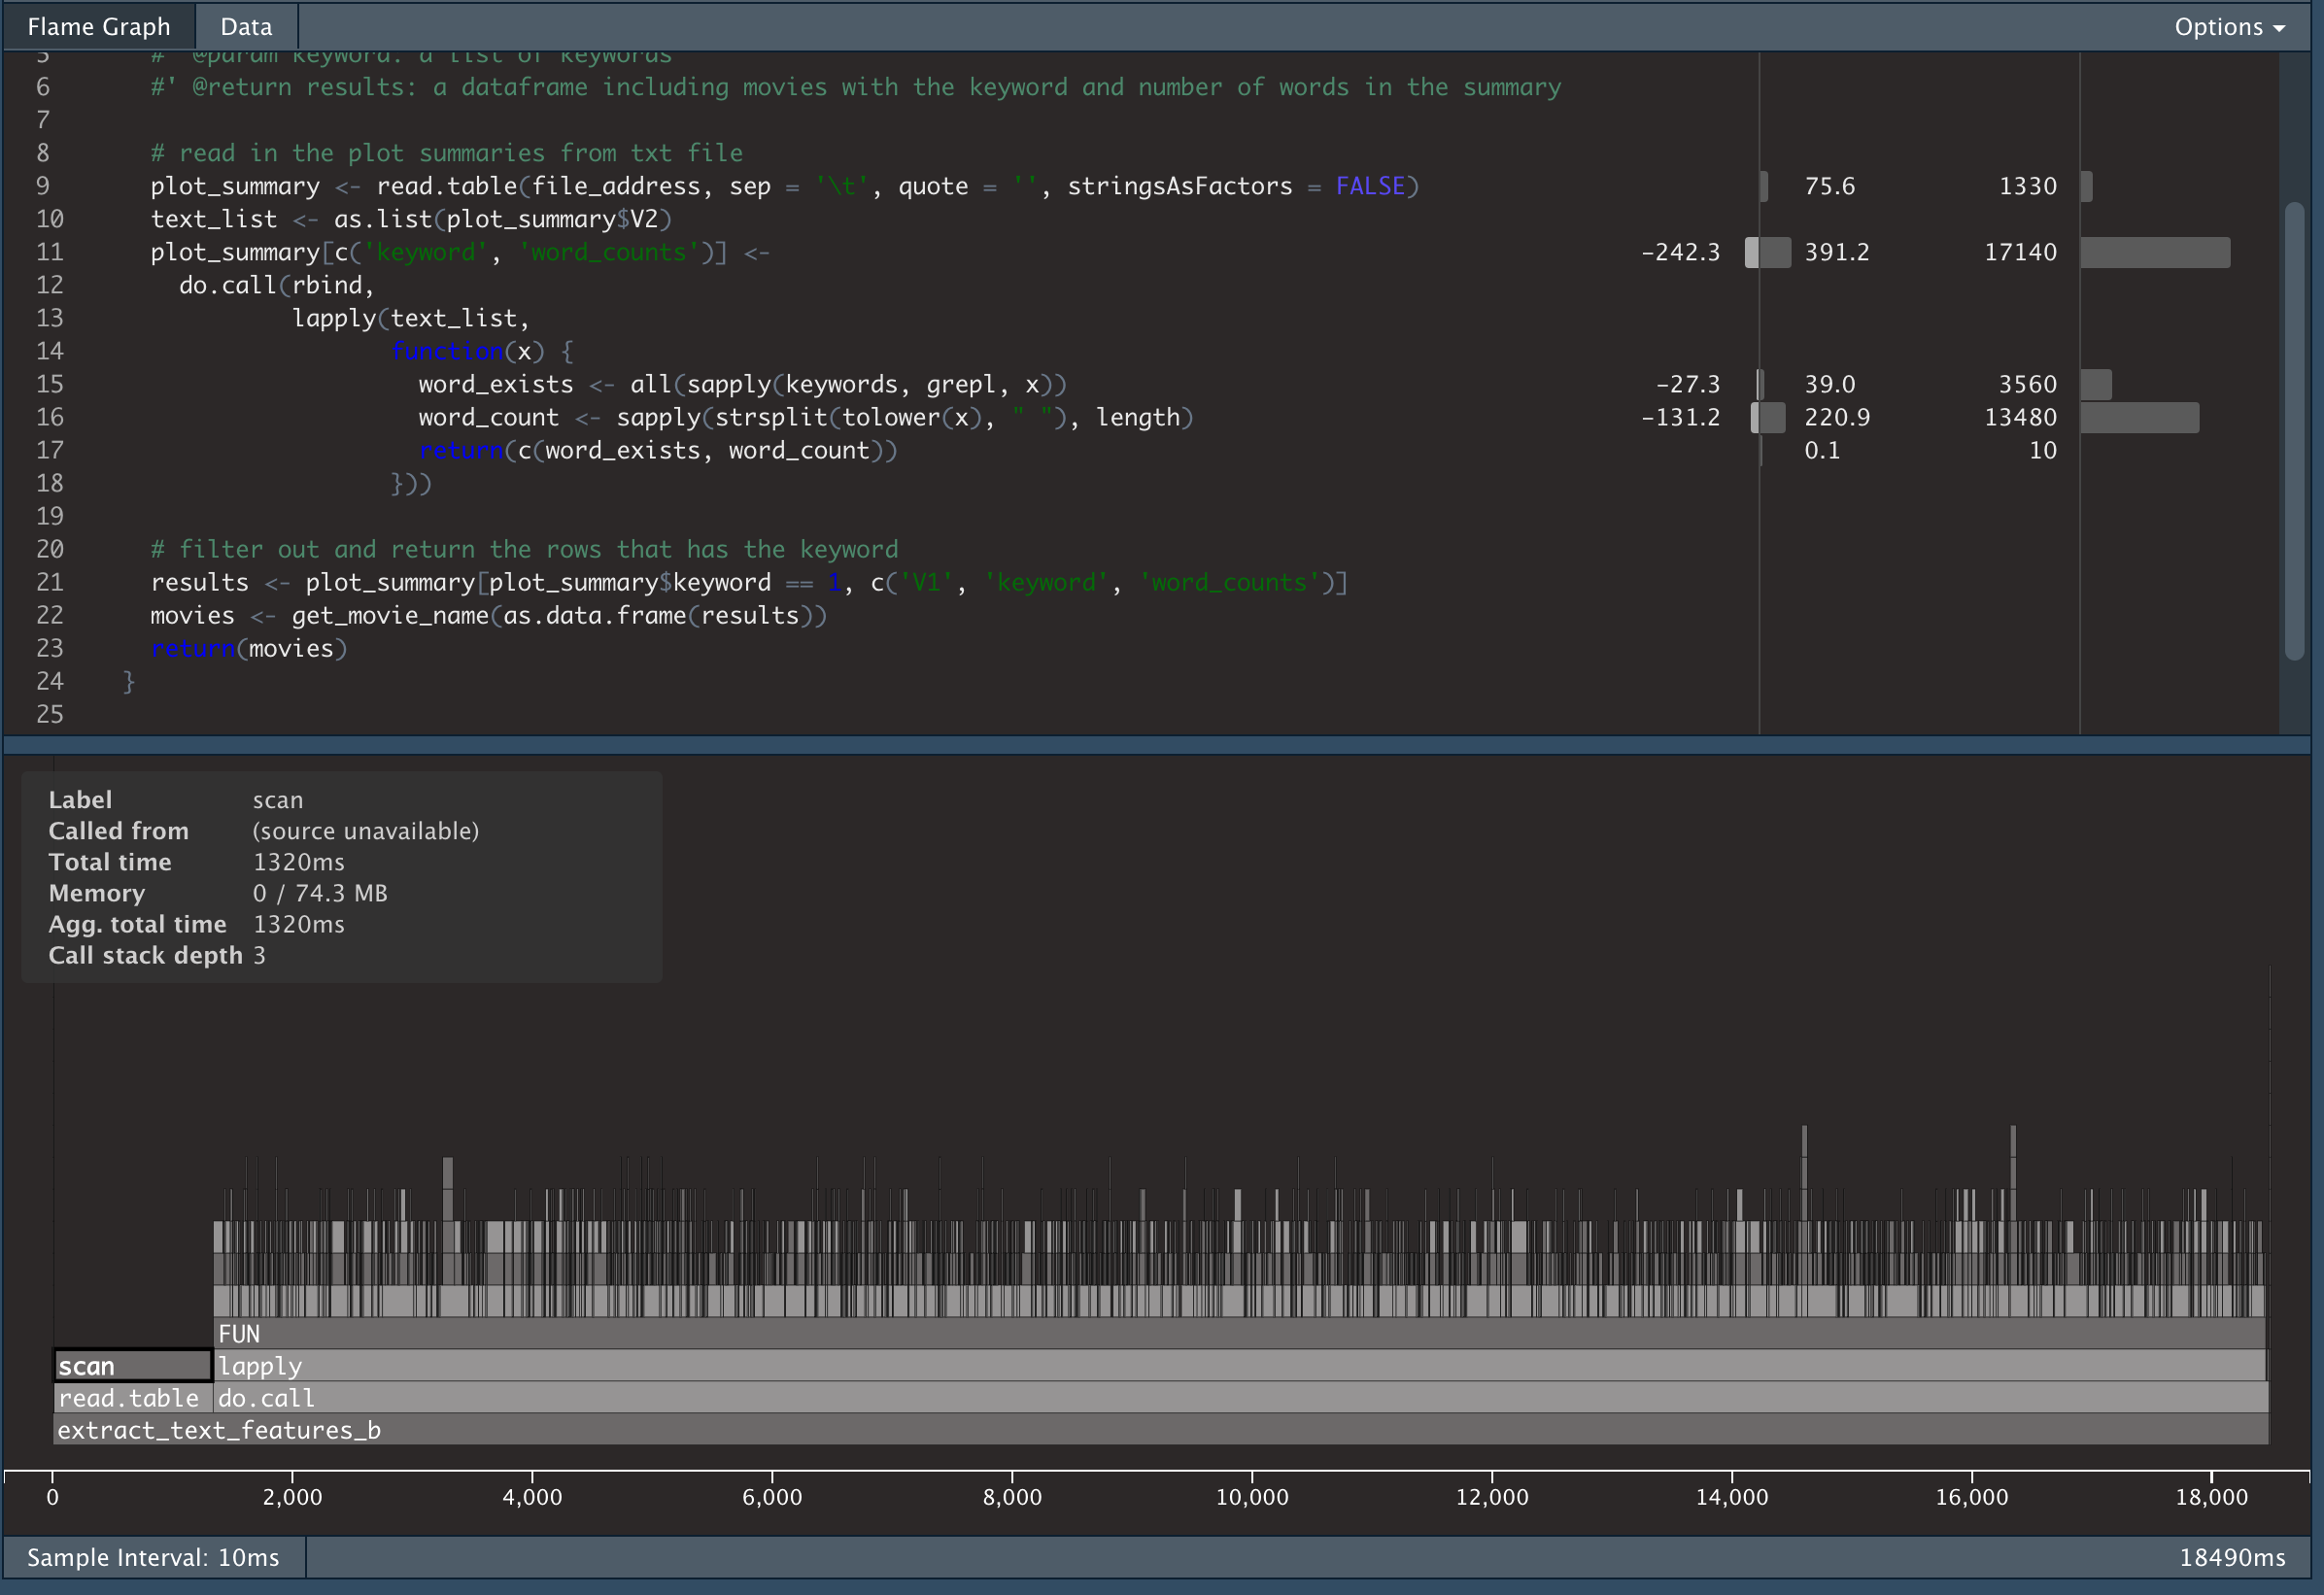 Flame Graph Data Options
5 #' @param keyword: a list of keywords
6 #' @return results: a dataframe including movies with the keyword and number of words in the summary
7
8 # read in the plot summaries from txt file
9 plot_summary <- read.table(file_address, sep = '\t', quote = '', stringsAsFactors = FALSE) 75.6 1330
10 text_list <- as.list(plot_summary$V2)
11 plot_summary[c('keyword', 'word_counts')] <- -242.3 391.2 17140
12 do.call(rbind,
13 lapply(text_list,
14 function(x) {
15 word_exists <- all(sapply(keywords, grepl, x)) -27.3 39.0 3560
16 word_count <- sapply(strsplit(tolower(x), " "), length) -131.2 220.9 13480
17 return(c(word_exists, word_count)) 0.1 10
18 }))
19
20 # filter out and return the rows that has the keyword
21 results <- plot_summary[plot_summary$keyword == 1, c('V1', 'keyword', 'word_counts')]
22 movies <- get_movie_name(as.data.frame(results))
23 return(movies)
24 }
25
Label scan
Called from (source unavailable)
Total time 1320ms
Memory 0 / 74.3 MB
Agg. total time 1320ms
Call stack depth 3
FUN
scan lapply
read.table do.call
extract_text_features_b
0 2,000 4,000 6,000 8,000 10,000 12,000 14,000 16,000 18,000
Sample Interval: 10ms 18490ms